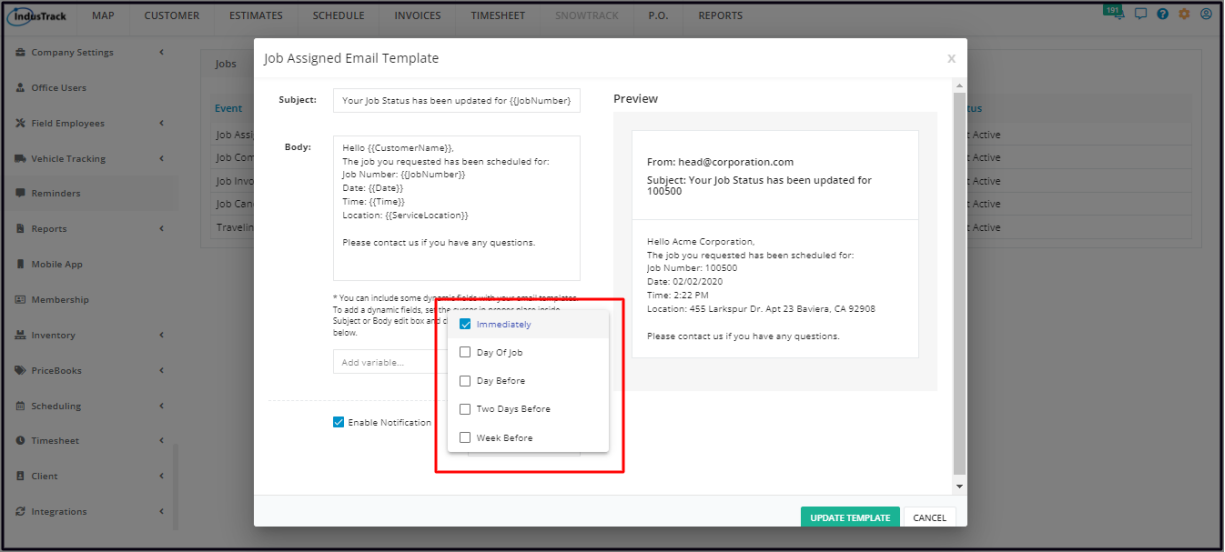 IndusTrack
MAP CUSTOMER ESTIMATES SCHEDULE INVOICES TIMESHEET SNOWTRACK P.O. REPORTS
191
Company Settings
Office Users
Field Employees
Vehicle Tracking
Reminders
Reports
Mobile App
Membership
Inventory
PriceBooks
Scheduling
Timesheet
Client
Integrations
Jobs
Event
Job Assig
Job Com
Job Invo
Job Canc
Travelin
tus
t Active
t Active
t Active
t Active
t Active
Job Assigned Email Template
x
Subject:
Your Job Status has been updated for {{JobNumber}
Body:
Hello {{CustomerName}},
The job you requested has been scheduled for:
Job Number: {{JobNumber}}
Date: {{Date}}
Time: {{Time}}
Location: {{ServiceLocation}}
Please contact us if you have any questions.
* You can include some dynamic fields with your email templates.
To add a dynamic fields, set the cursor in proper place inside
Subject or Body edit box and c
below.
Add variable...
Enable Notification
Immediately
Day Of Job
Day Before
Two Days Before
Week Before
Preview
From: head@corporation.com
Subject: Your Job Status has been updated for
100500
Hello Acme Corporation,
The job you requested has been scheduled for:
Job Number: 100500
Date: 02/02/2020
Time: 2:22 PM
Location: 455 Larkspur Dr. Apt 23 Baviera, CA 92908
Please contact us if you have any questions.
UPDATE TEMPLATE
CANCEL